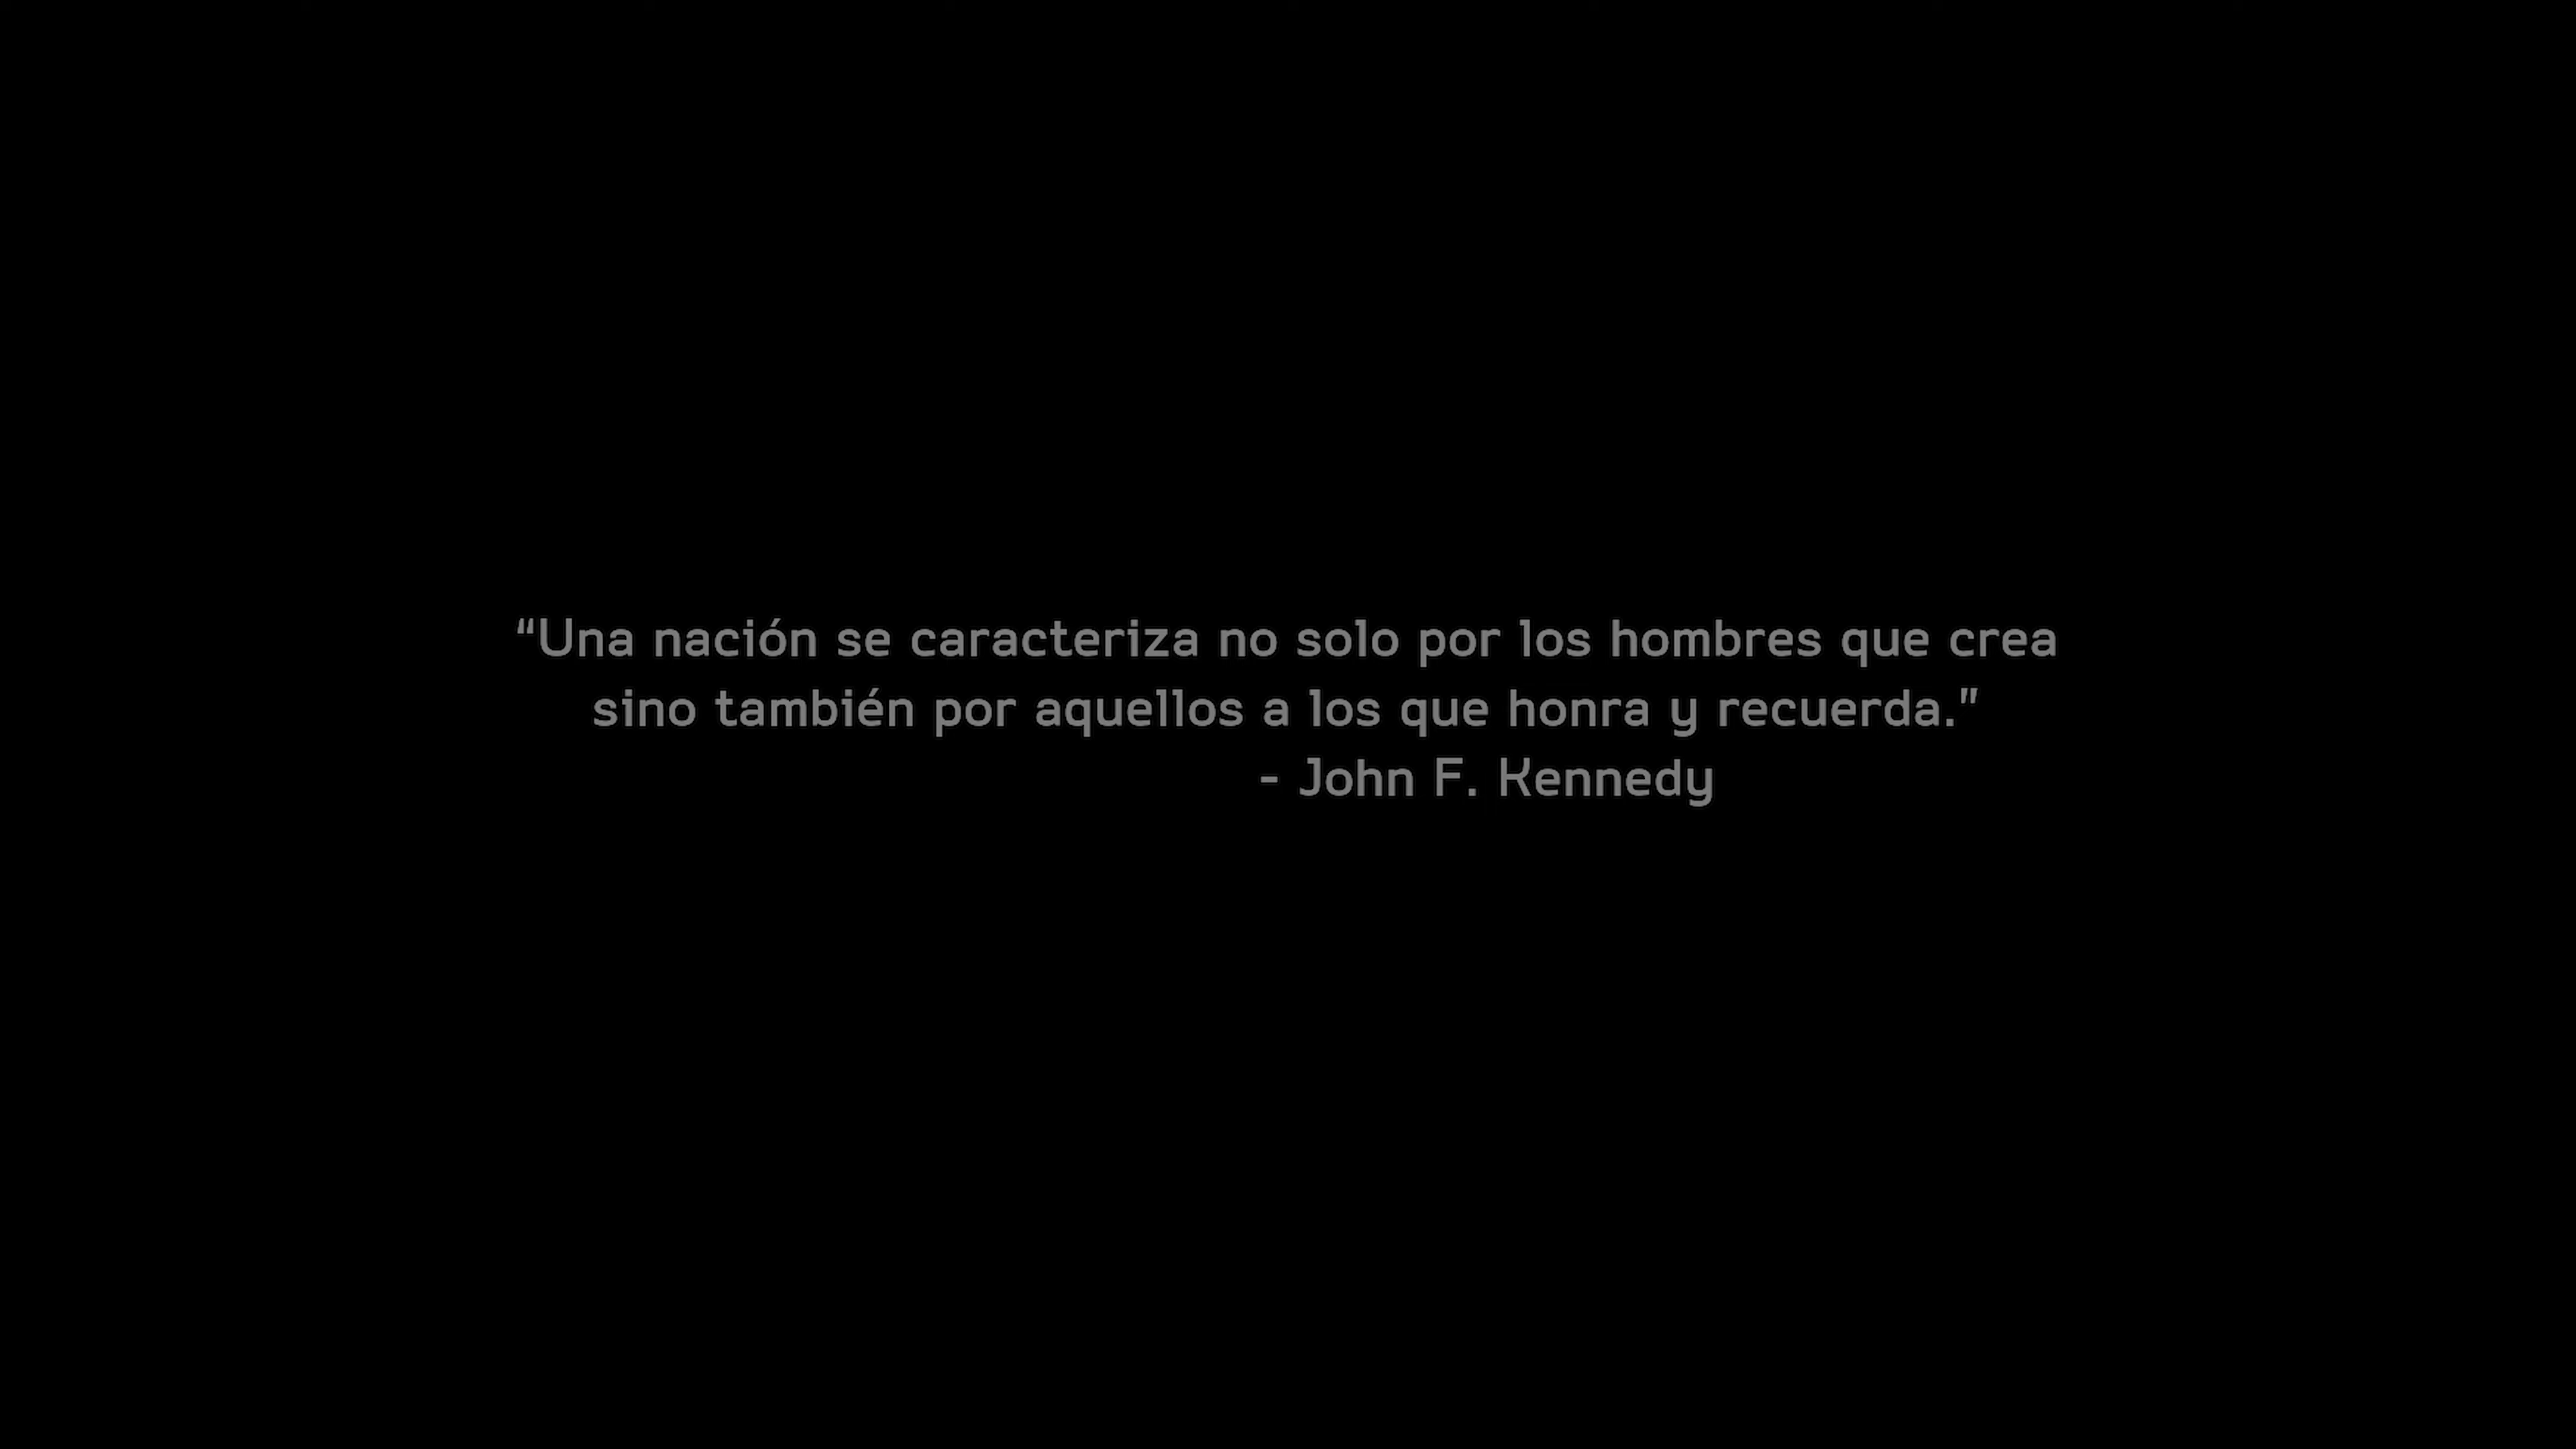 “Una nación se caracteriza no solo por los hombres que crea
sino también por aquellos a los que honra y recuerda.”
- John F. Kennedy